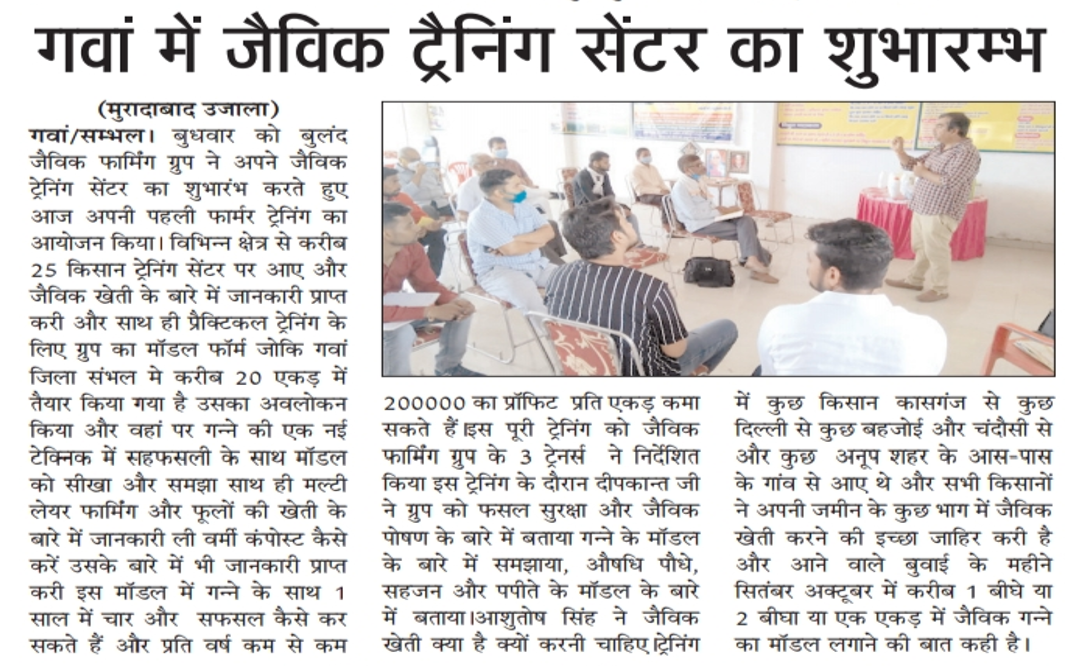 गवां में जैविक ट्रैनिंग सेंटर का शुभारम्भ
(मुरादाबाद उजाला)
गवां/सम्भल। बुधवार को बुलंद
जैविक फार्मिंग ग्रुप ने अपने जैविक
ट्रेनिंग सेंटर का शुभारंभ करते हुए
आज अपनी पहली फार्मर ट्रेनिंग का
आयोजन किया। विभिन्न क्षेत्र से करीब
25 किसान ट्रेनिंग सेंटर पर आए और
जैविक खेती के बारे में जानकारी प्राप्त
करी और साथ ही प्रैक्टिकल ट्रेनिंग के
लिए ग्रुप का मॉडल फॉर्म जोकि गवां
जिला संभल मे करीब 20 एकड़ में
तैयार किया गया है उसका अवलोकन
किया और वहां पर गन्ने की एक नई
टेक्निक में सहफसली के साथ मॉडल
को सीखा और समझा साथ ही मल्टी
लेयर फार्मिंग और फूलों की खेती के
बारे में जानकारी ली वर्मी कंपोस्ट कैसे
करें उसके बारे में भी जानकारी प्राप्त
करी इस मॉडल में गन्ने के साथ 1
साल में चार और सफसल कैसे कर
सकते हैं और प्रति वर्ष कम से कम
200000 का प्रॉफिट प्रति एकड़ कमा
सकते हैं।इस पूरी ट्रेनिंग को जैविक
फार्मिंग ग्रुप के 3 ट्रेनर्स ने निर्देशित
किया इस ट्रेनिंग के दौरान दीपकान्त जी
ने ग्रुप को फसल सुरक्षा और जैविक
पोषण के बारे में बताया गन्ने के मॉडल
के बारे में समझाया, औषधि पौधे,
सहजन और पपीते के मॉडल के बारे
में बताया।आशुतोष सिंह ने जैविक
खेती क्या है क्यों करनी चाहिए।ट्रेनिंग
में कुछ किसान कासगंज से कुछ
दिल्ली से कुछ बहजोई और चंदौसी से
और कुछ अनूप शहर के आस-पास
के गांव से आए थे और सभी किसानों
ने अपनी जमीन के कुछ भाग में जैविक
खेती करने की इच्छा जाहिर करी है
और आने वाले बुवाई के महीने
सितंबर अक्टूबर में करीब 1 बीघे या
2 बीघा या एक एकड़ में जैविक गन्ने
का मॉडल लगाने की बात कही है।